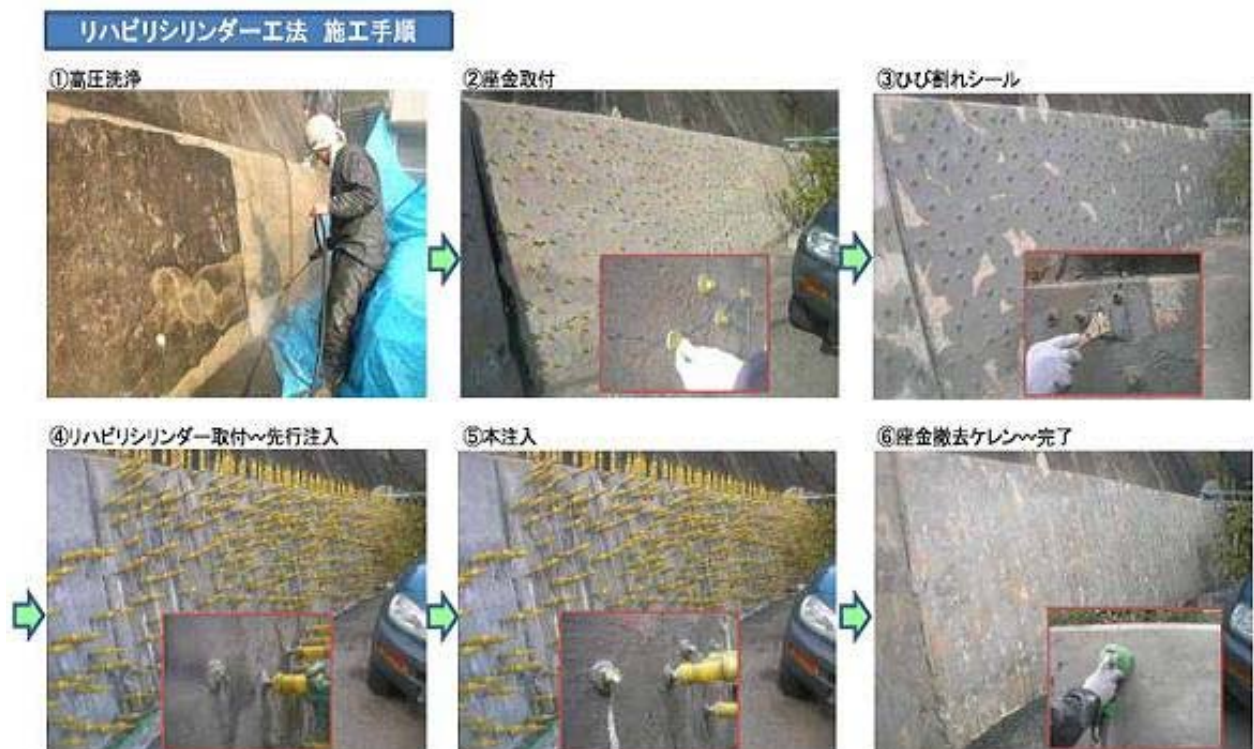 リハビリシリンダー工法 施工手順
①高圧洗浄
②座金取付
③ひび割れシール
④リハビリシリンダー取付~先行注入
⑤本注入
⑥座金撤去ケレン~完了